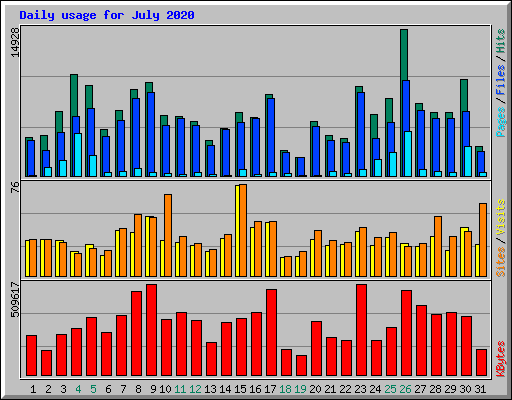 Daily usage for July 2020
14928
Pages/Files/Hits
76
Sites/Visits
509617
KBytes
1 2 3 4 5 6 7 8 9 10 11 12 13 14 15 16 17 18 19 20 21 22 23 24 25 26 27 28 29 30 31